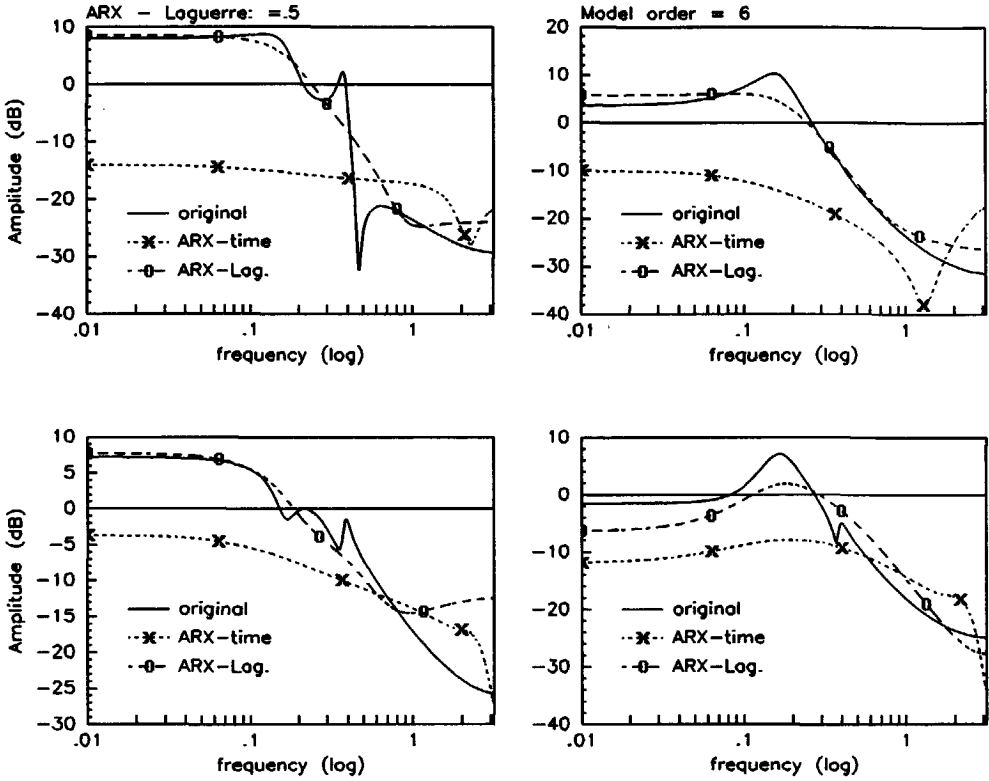 ARX - Laguerre: =.5
Model order = 6
Amplitude (dB)
10
0
-10
-20
-30
-40
original
ARX-time
ARX-Lag.
.01
.1
1
frequency (log)
20
10
0
-10
-20
-30
-40
original
ARX-time
ARX-Lag.
.01
.1
1
frequency (log)
Amplitude (dB)
10
5
0
-5
-10
-15
-20
-25
-30
original
ARX-time
ARX-Lag.
.01
.1
1
frequency (log)
10
0
-10
-20
-30
-40
original
ARX-time
ARX-Lag.
.01
.1
1
frequency (log)